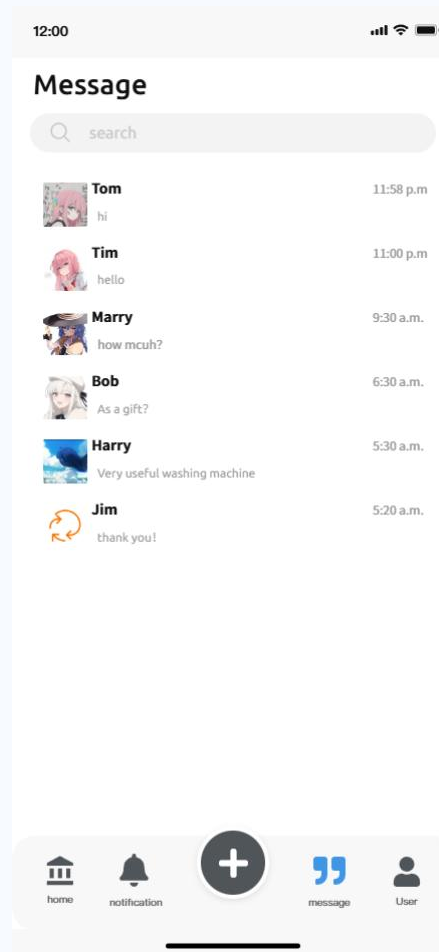 12:00
Message
search
Tom 11:58 p.m
hi
Tim 11:00 p.m
hello
Marry 9:30 a.m.
how mcuh?
Bob 6:30 a.m.
As a gift?
Harry 5:30 a.m.
Very useful washing machine
Jim 5:20 a.m.
thank you!
home notification message User